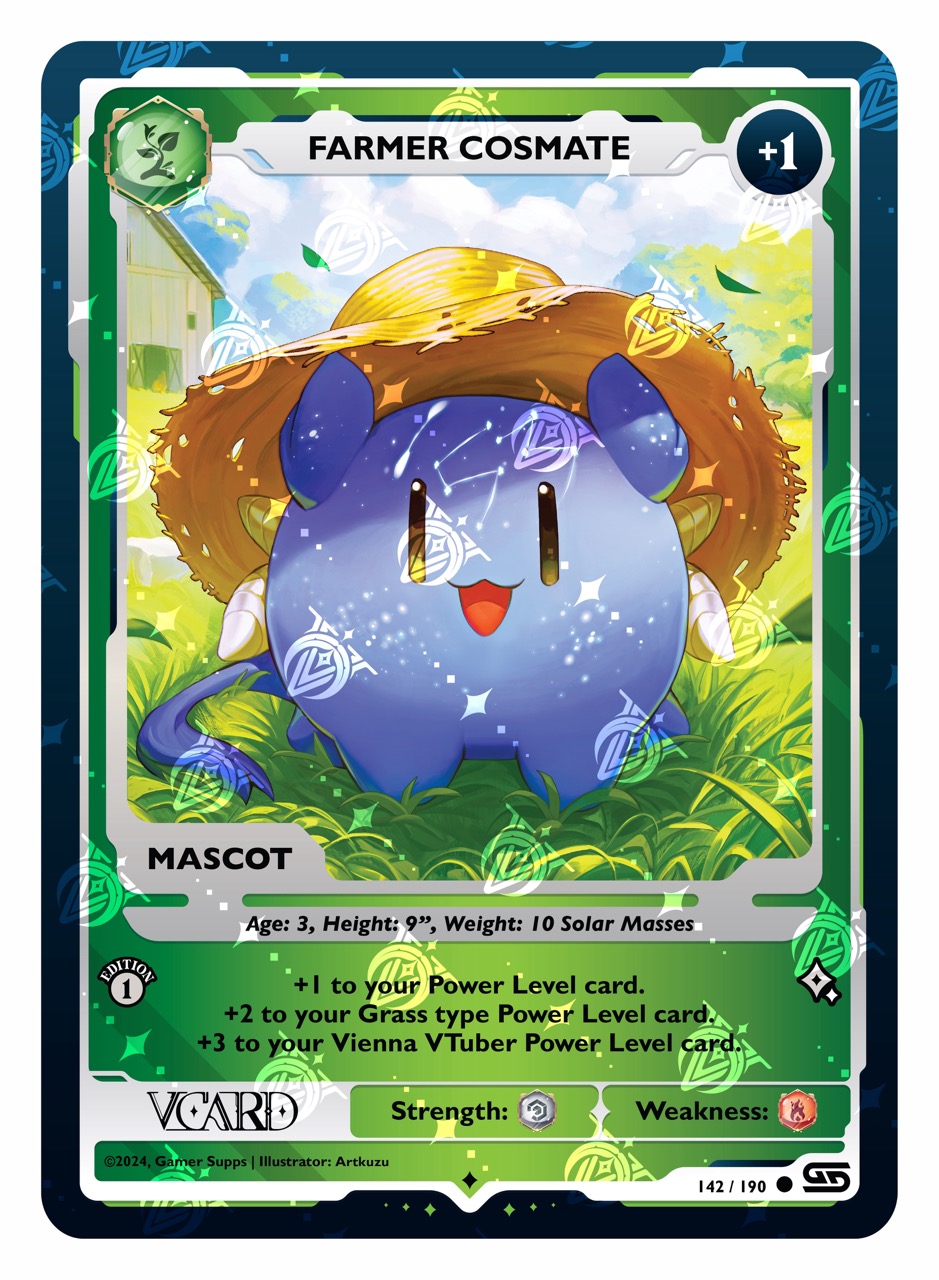 FARMER COSMATE
+1
MASCOT
Age: 3, Height: 9”, Weight: 10 Solar Masses
EDITION
1
+1 to your Power Level card.
+2 to your Grass type Power Level card.
+3 to your Vienna VTuber Power Level card.
VCARD
Strength:
Weakness:
©2024, Gamer Supps | Illustrator: Artkuzu
142 / 190